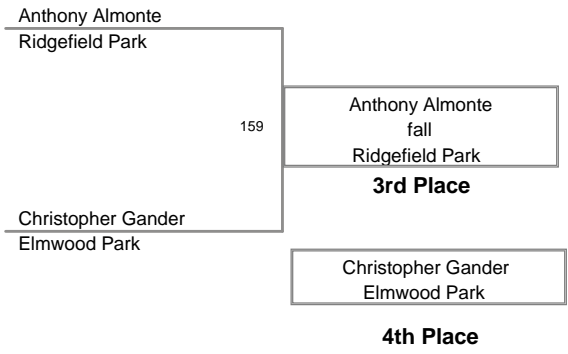 Anthony Almonte
Ridgefield Park
159
Anthony Almonte
fall
Ridgefield Park
3rd Place
Christopher Gander
Elmwood Park
Christopher Gander
Elmwood Park
4th Place